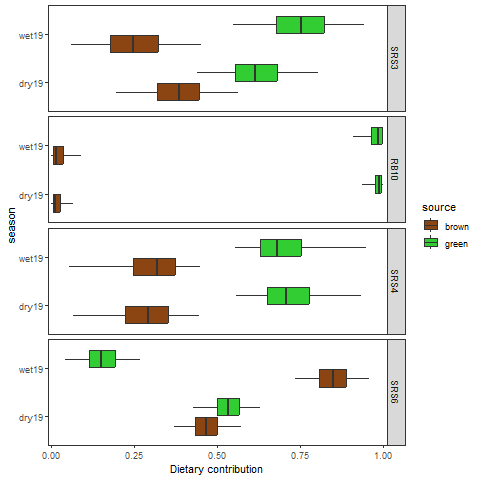 wet19
dry19
SRS3
wet19
dry19
RB10
wet19
dry19
SRS4
wet19
dry19
SRS6
season
0.00 0.25 0.50 0.75 1.00
Dietary contribution
source
brown
green